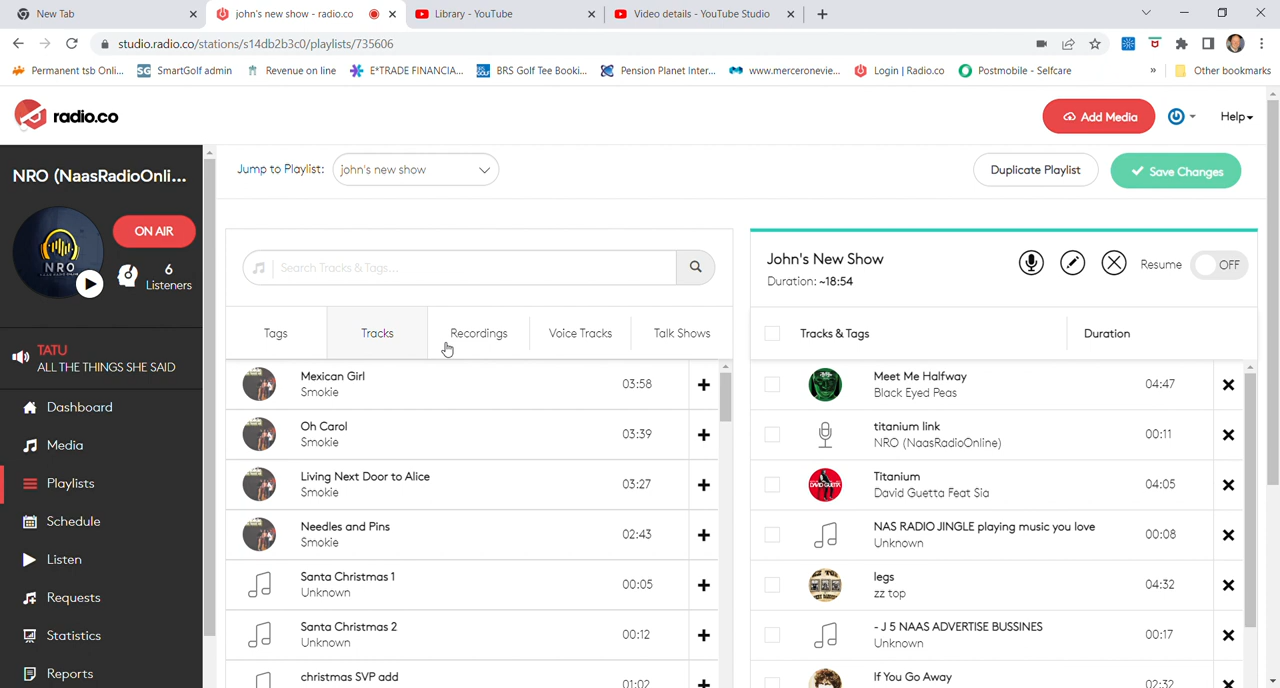 New Tab
john's new show - radio.co
Library - YouTube
Video details - YouTube Studio
studio.radio.co/stations/s14db2b3c0/playlists/735606
Permanent tsb Onli...
SG
SmartGolf admin
Revenue on line
E*TRADE FINANCIA...
BRS Golf Tee Booki...
Pension Planet Inter...
www.merceroneview...
Login | Radio.co
Postmobile - Selfcare
»
Other bookmarks
radio.co
Add Media
Help
NRO (NaasRadioOnli...
NRO
ON AIR
6
Listeners
TATU
ALL THE THINGS SHE SAID
Dashboard
Media
Playlists
Schedule
Listen
Requests
Statistics
Reports
Jump to Playlist:
john's new show
Duplicate Playlist
Save Changes
Search Tracks & Tags...
Tags
Tracks
Recordings
Voice Tracks
Talk Shows
Mexican Girl
Smokie
03:58
Oh Carol
Smokie
03:39
Living Next Door to Alice
Smokie
03:27
Needles and Pins
Smokie
02:43
Santa Christmas 1
Unknown
00:05
Santa Christmas 2
Unknown
00:12
christmas SVP add
01:02
John's New Show
Duration: ~18:54
Resume
OFF
Tracks & Tags
Duration
Meet Me Halfway
Black Eyed Peas
04:47
titanium link
NRO (NaasRadioOnline)
00:11
Titanium
David Guetta Feat Sia
04:05
NAS RADIO JINGLE playing music you love
Unknown
00:08
legs
zz top
04:32
- J 5 NAAS ADVERTISE BUSSINES
Unknown
00:17
If You Go Away
02:32